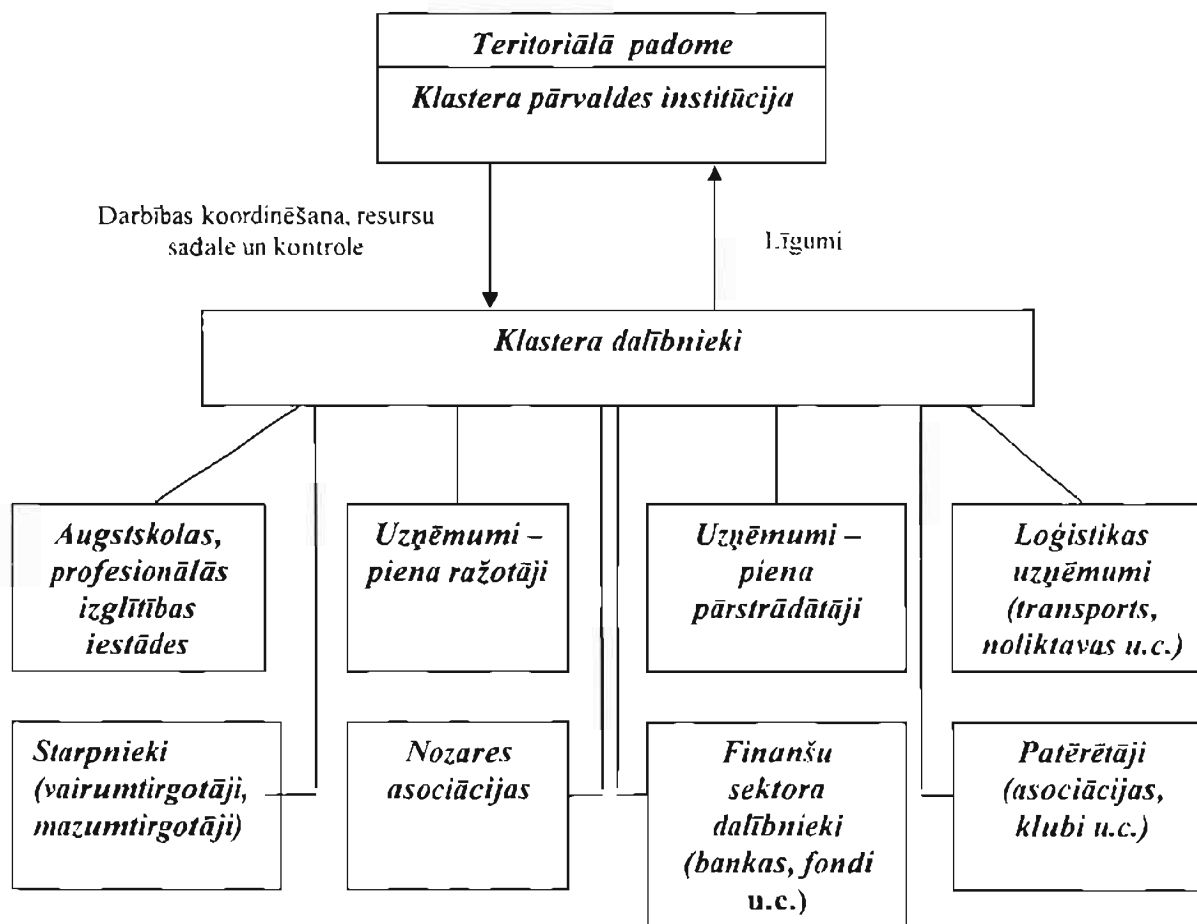 Teritoriālā padome
Klastera pārvaldes institūcija
Darbības koordinēšana, resursu
sadale un kontrole
Līgumi
Klastera dalībnieki
Augstskolas,
profesionālās
izglītības
iestādes
Uzņēmumi –
piena ražotāji
Uzņēmumi –
piena
pārstrādātāji
Loģistikas
uzņēmumi
(transports,
noliktavas u.c.)
Starpnieki
(vairumtirgotāji,
mazumtirgotāji)
Nozares
asociācijas
Finanšu
sektora
dalībnieki
(bankas, fondi
u.c.)
Patērētāji
(asociācijas,
klubi u.c.)